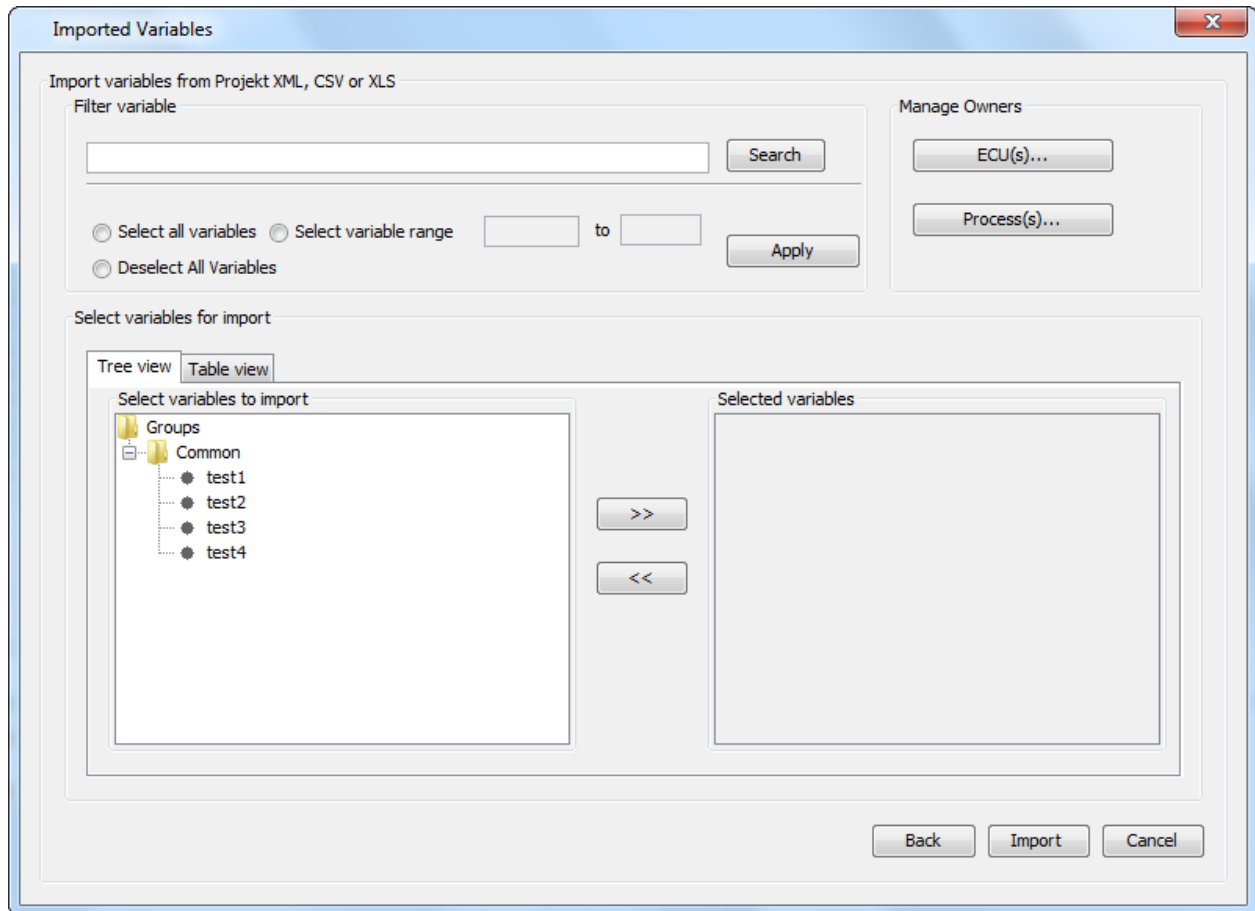 Imported Variables
Import variables from Projekt XML, CSV or XLS
Filter variable
Search
Select all variables
Select variable range
to
Apply
Deselect All Variables
Manage Owners
ECU(s)...
Process(s)...
Select variables for import
Tree view
Table view
Select variables to import
Groups
Common
test1
test2
test3
test4
>>
<<
Selected variables
Back
Import
Cancel